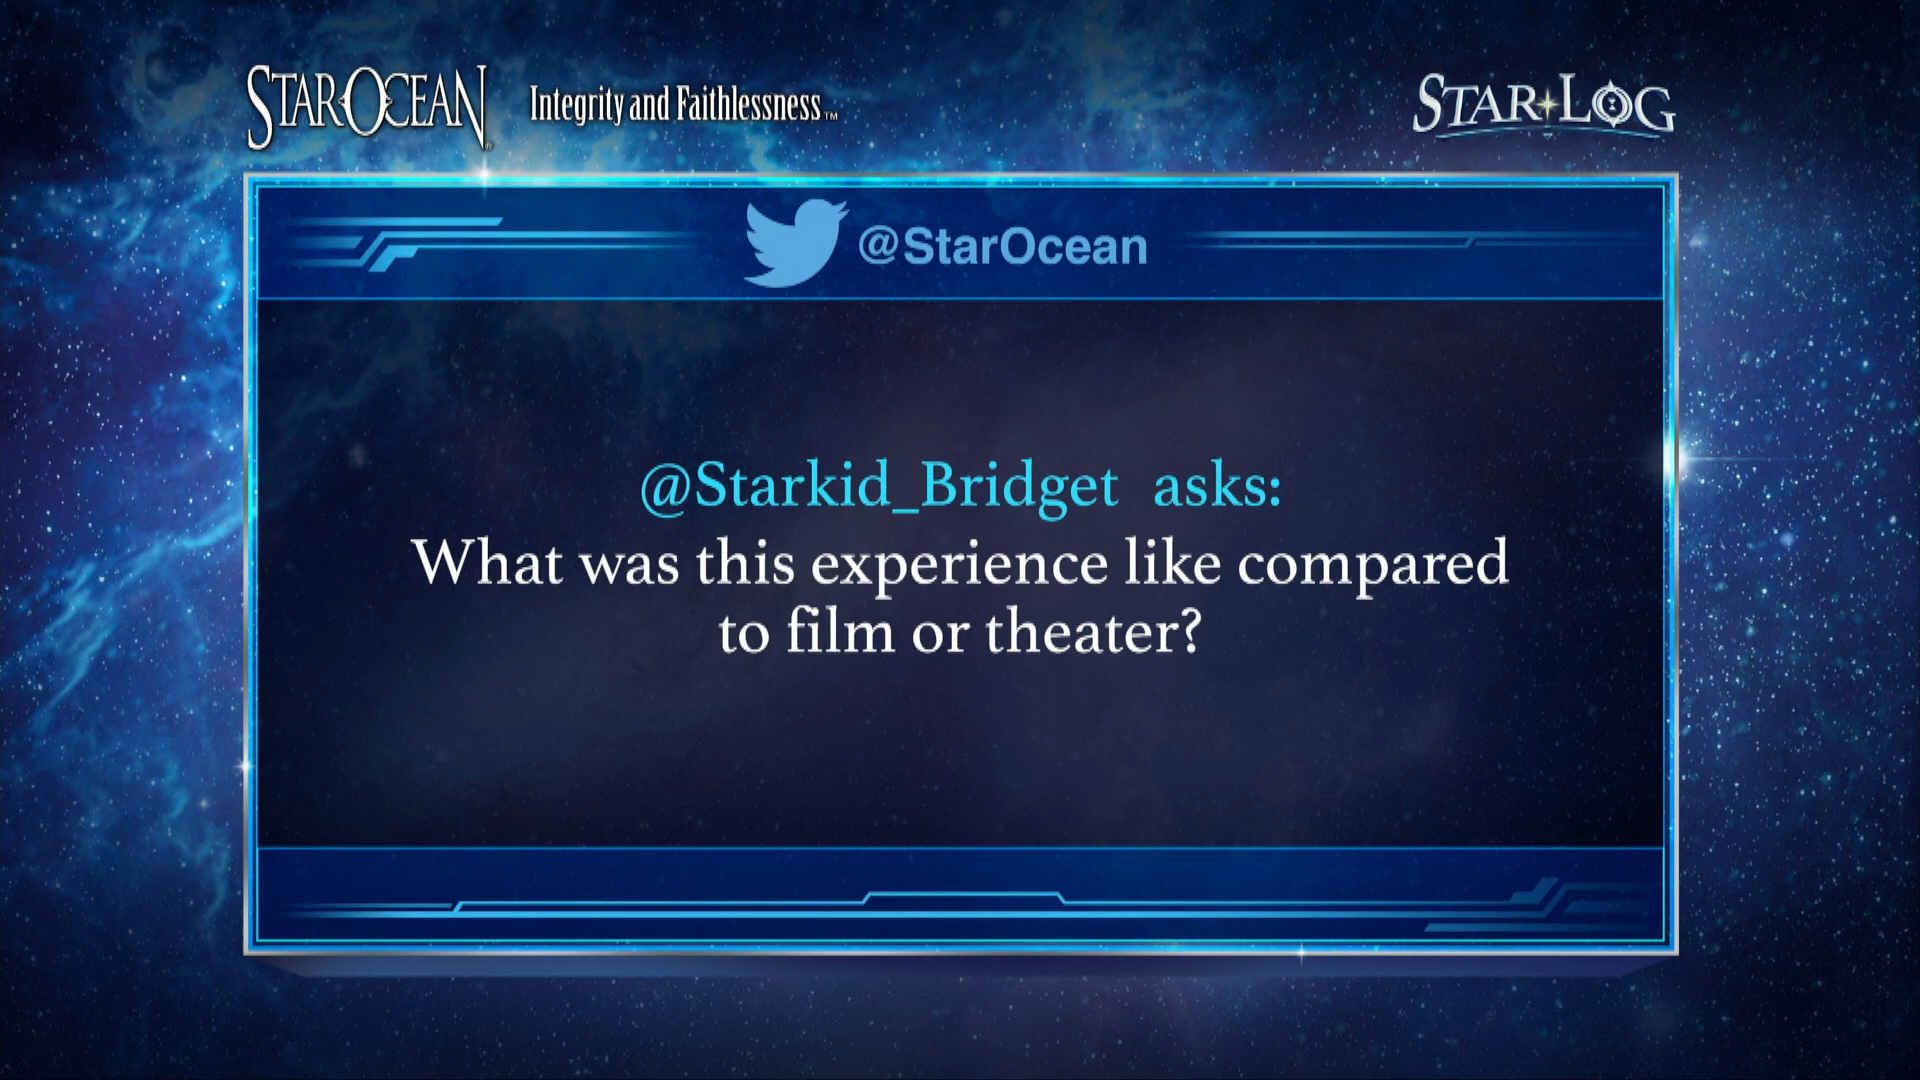 STAR OCEAN® Integrity and Faithlessness™
STAR LOG
@StarOcean
@Starkid_Bridget asks:
What was this experience like compared
to film or theater?